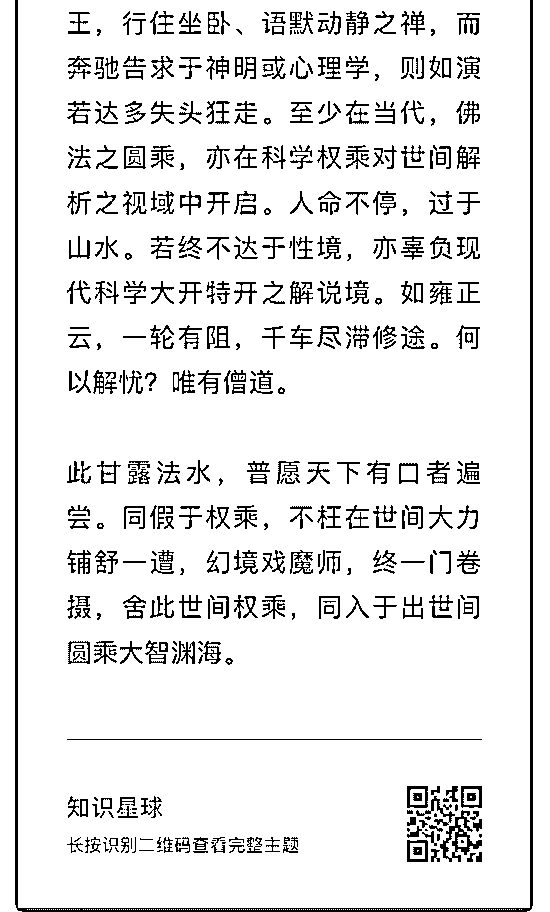 王，行住坐卧、语默动静之禅，而
奔驰告求于神明或心理学，则如演
若达多失头狂走。至少在当代，佛
法之圆乘，亦在科学权乘对世间解
析之视域中开启。人命不停，过于
山水。若终不达于性境，亦辜负现
代科学大开特开之解说境。如雍正
云，一轮有阻，千车尽滞修途。何
以解忧？唯有僧道。
此甘露法水，普愿天下有口者遍
尝。同假于权乘，不枉在世间大力
铺舒一遭，幻境戏魔师，终一门卷
摄，舍此世间权乘，同入于出世间
圆乘大智渊海。
知识星球
长按识别二维码查看完整主题